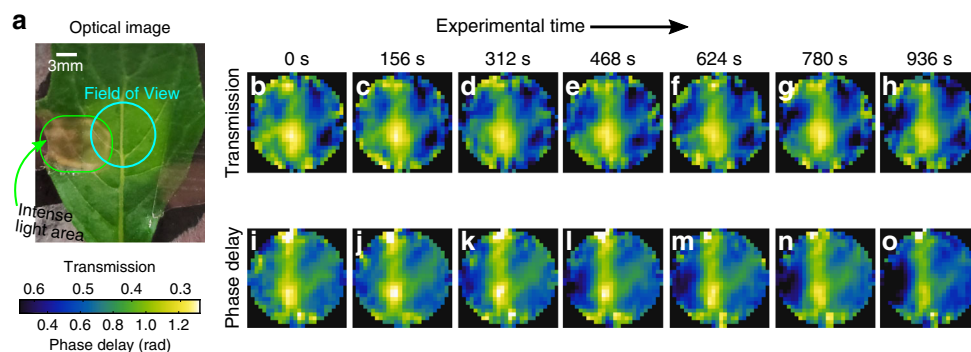 a
Optical image
3mm
Field of View
Intense
light area
Transmission
0.6 0.5 0.4 0.3
0.4 0.6 0.8 1.0 1.2
Phase delay (rad)
Experimental time
0 s 156 s 312 s 468 s 624 s 780 s 936 s
Transmission
b c d e f g h
Phase delay
i j k l m n o